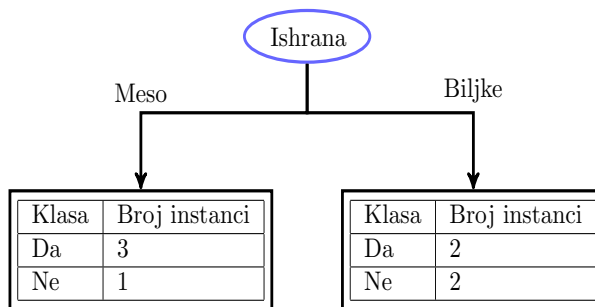 Ishrana
Meso
Biljke
Klasa Broj instanci
Da 3
Ne 1
Klasa Broj instanci
Da 2
Ne 2